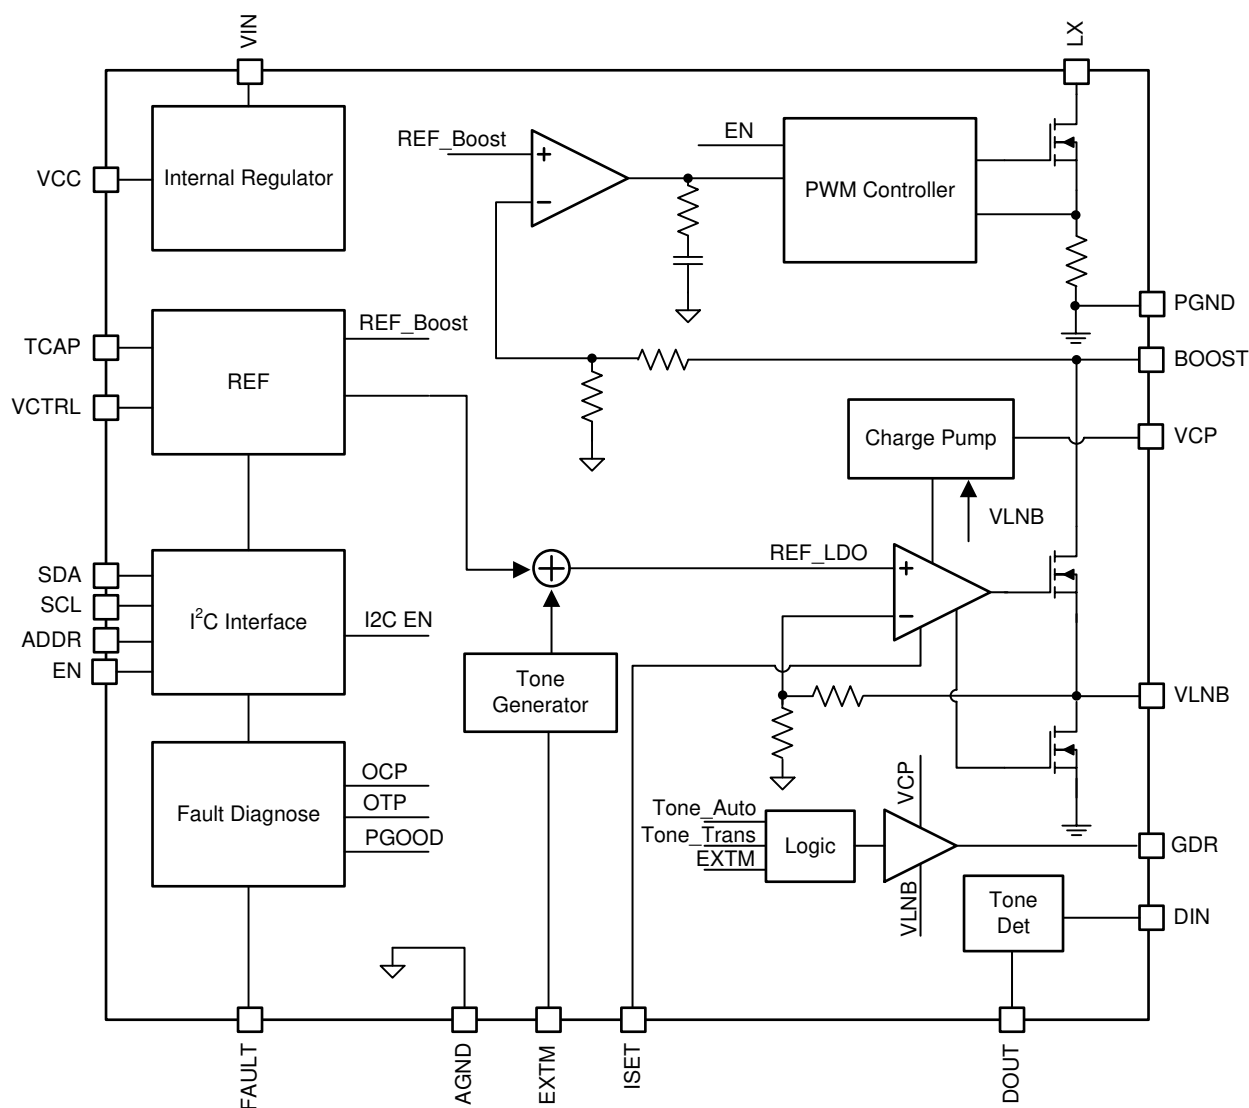 VIN
LX
REF_Boost
EN
VCC
Internal Regulator
PWM Controller
+
−
PGND
REF_Boost
TCAP
BOOST
REF
VCTRL
Charge Pump
VCP
VLNB
REF_LDO
SDA
SCL
ADDR
EN
I²C Interface
I2C EN
+
−
Tone
Generator
VLNB
OCP
OTP
PGOOD
Fault Diagnose
VCP
Tone_Auto
Tone_Trans
EXTM
Logic
GDR
VLNB
Tone
Det
DIN
FAULT
AGND
EXTM
ISET
DOUT